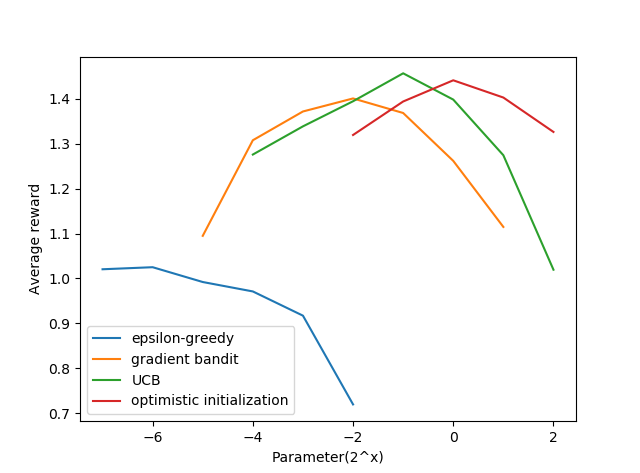 1.4
1.3
1.2
1.1
1.0
0.9
0.8
0.7
Average reward
epsilon-greedy
gradient bandit
UCB
optimistic initialization
−6
−4
−2
0
2
Parameter(2^x)